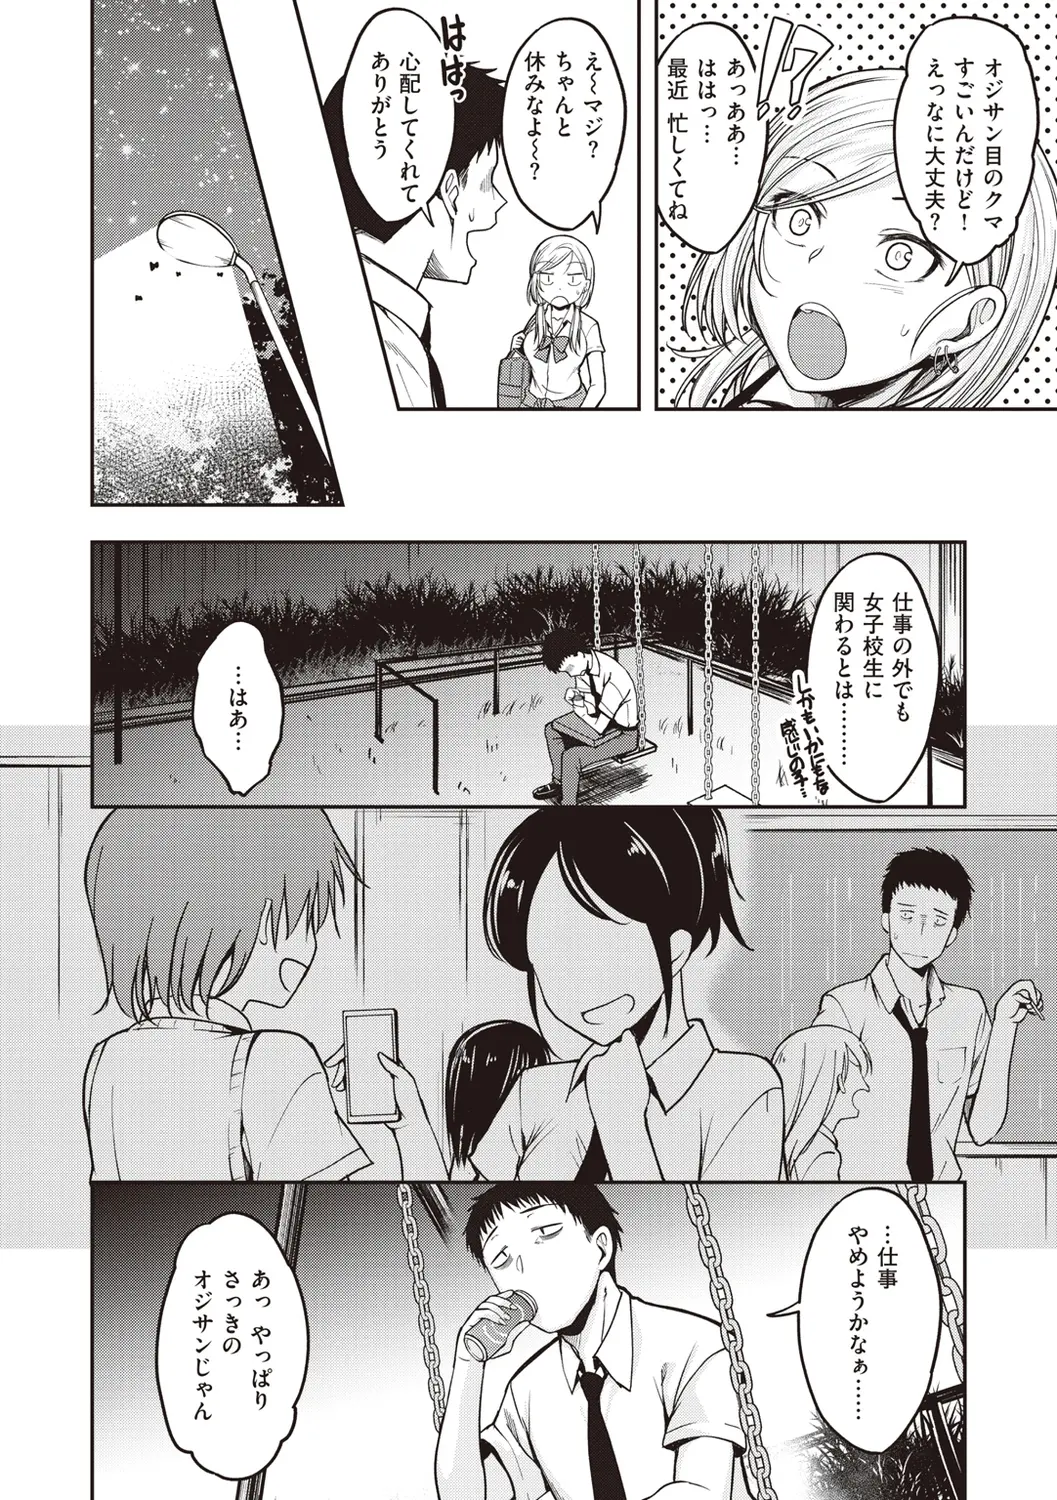 オジサン目のクマ
すごいんだけど！
えっなに大丈夫？
あっああ…
ははっ…
最近 忙しくてね
え〜マジ？
ちゃんと
休みなよ〜？
ははっ
心配してくれて
ありがとう
仕事の外でも
女子校生に
関わるとは………
しかもいかにもな
感じの子…
…はあ…
…仕事
やめようかなぁ……
あっ やっぱり
さっきの
オジサンじゃん